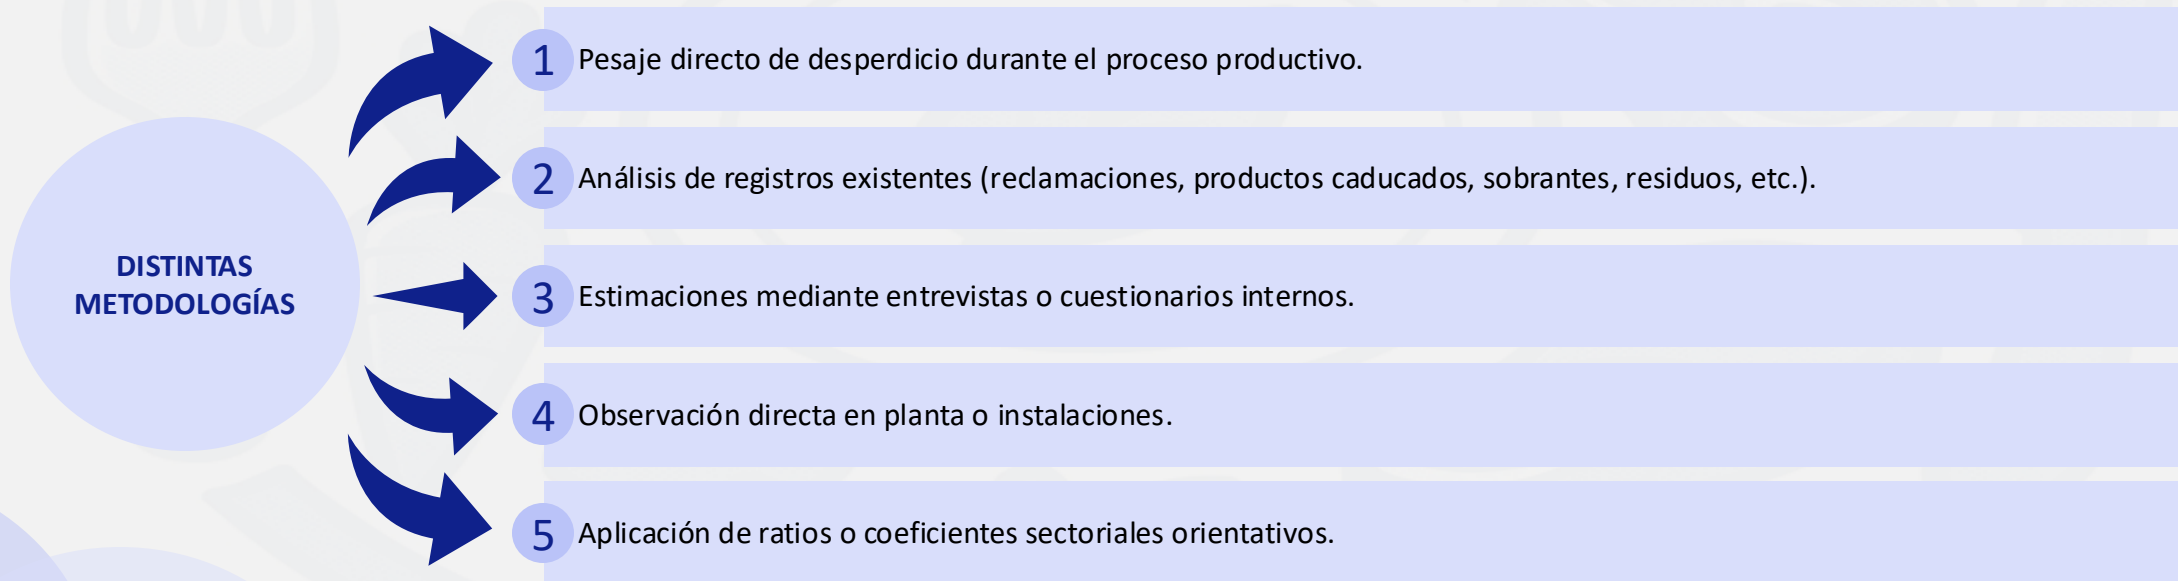 DISTINTAS
METODOLOGÍAS
1 Pesaje directo de desperdicio durante el proceso productivo.
2 Análisis de registros existentes (reclamaciones, productos caducados, sobrantes, residuos, etc.).
3 Estimaciones mediante entrevistas o cuestionarios internos.
4 Observación directa en planta o instalaciones.
5 Aplicación de ratios o coeficientes sectoriales orientativos.